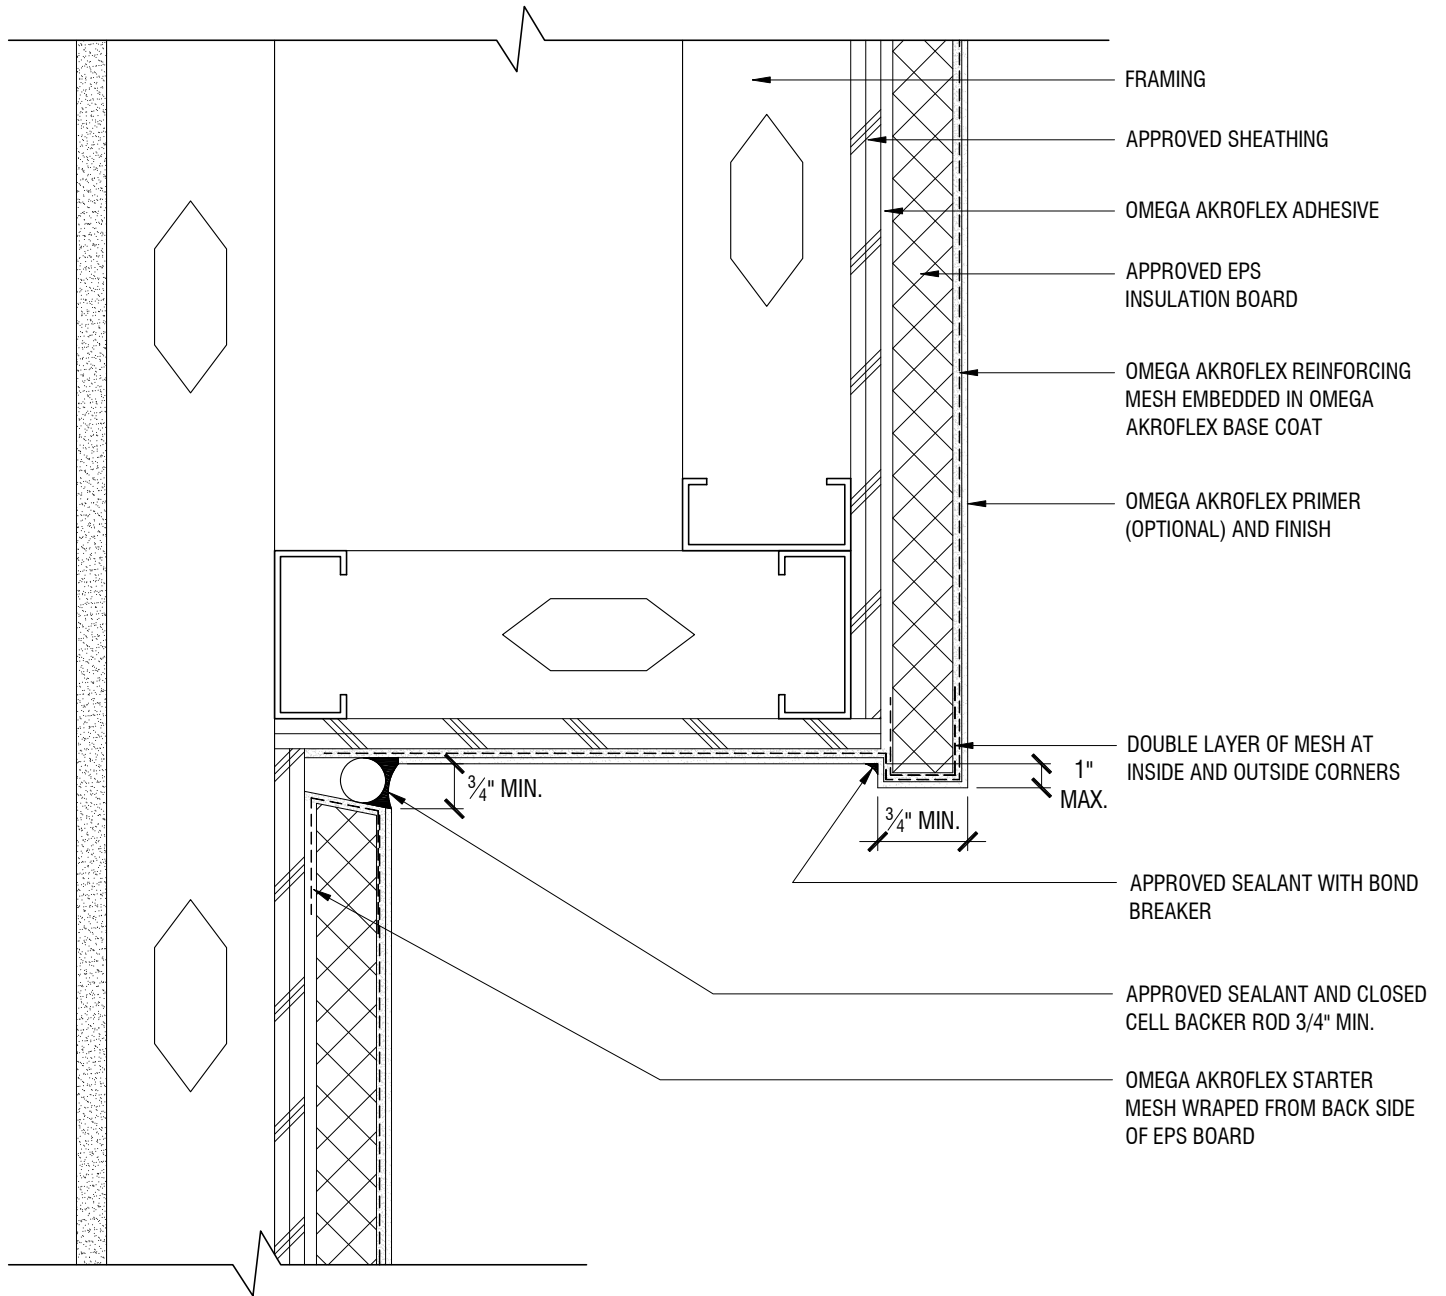 FRAMING
APPROVED SHEATHING
OMEGA AKROFLEX ADHESIVE
APPROVED EPS
INSULATION BOARD
OMEGA AKROFLEX REINFORCING
MESH EMBEDDED IN OMEGA
AKROFLEX BASE COAT
OMEGA AKROFLEX PRIMER
(OPTIONAL) AND FINISH
DOUBLE LAYER OF MESH AT
INSIDE AND OUTSIDE CORNERS
3/4" MIN.
1"
MAX.
3/4" MIN.
APPROVED SEALANT WITH BOND
BREAKER
APPROVED SEALANT AND CLOSED
CELL BACKER ROD 3/4" MIN.
OMEGA AKROFLEX STARTER
MESH WRAPED FROM BACK SIDE
OF EPS BOARD